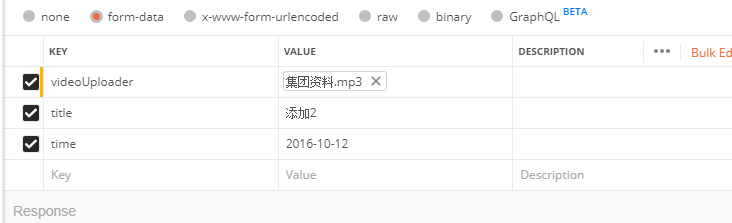 none form-data x-www-form-urlencoded raw binary GraphQL BETA
KEY VALUE DESCRIPTION ••• Bulk Ed
videoUploader 集团资料.mp3 ✕
title 添加2
time 2016-10-12
Key Value Description
Response